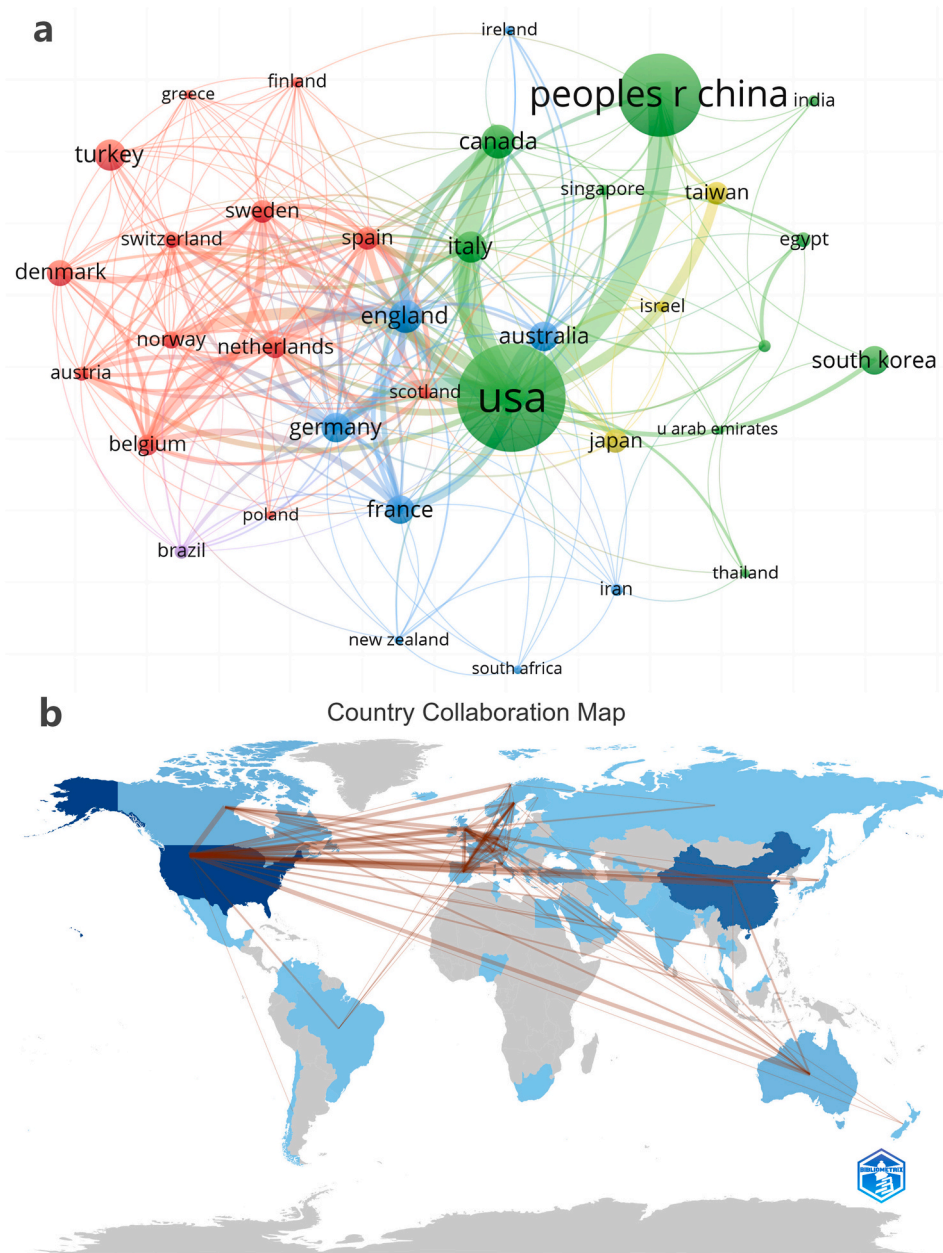 a
ireland
finland
greece
peoples r china
india
canada
turkey
singapore
taiwan
sweden
switzerland
spain
italy
egypt
denmark
israel
england
australia
norway
netherlands
south korea
austria
scotland
usa
germany
u arab emirates
belgium
japan
france
poland
brazil
thailand
iran
new zealand
south africa
b
Country Collaboration Map
BIBLIOMETRIX